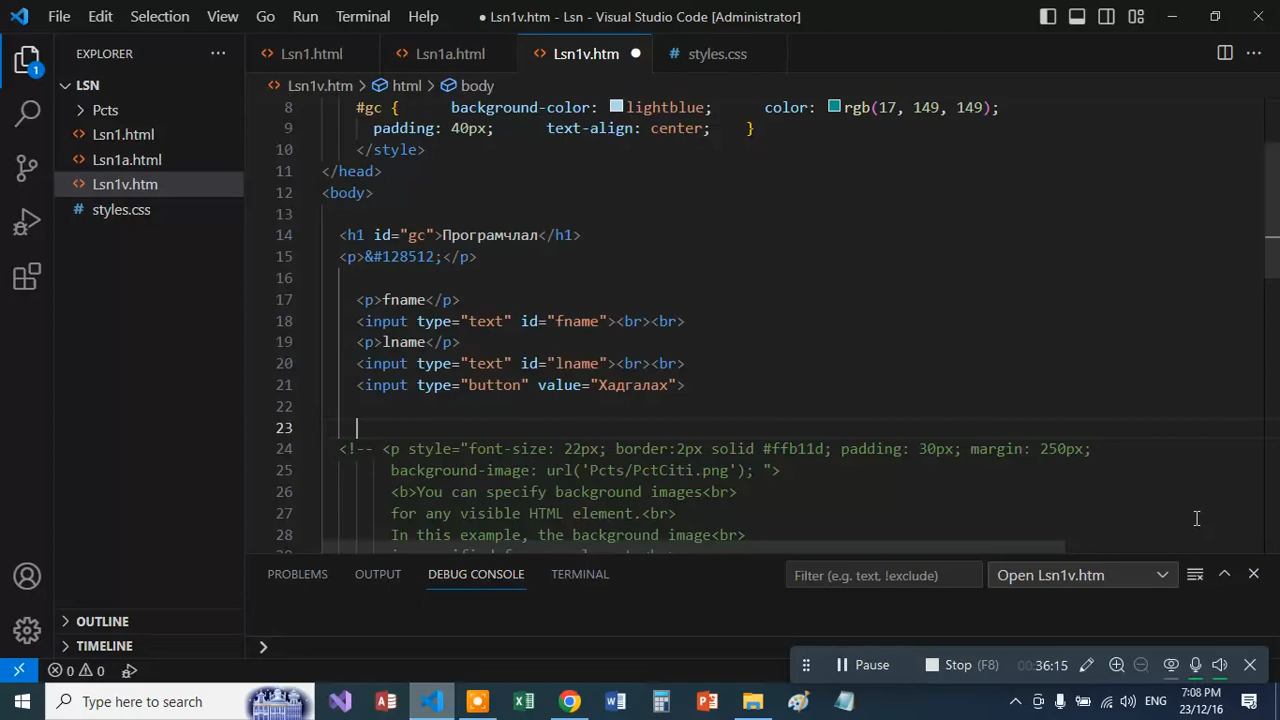 File Edit Selection View Go Run Terminal Help ● Lsn1v.htm - Lsn - Visual Studio Code [Administrator]
EXPLORER
Lsn1.html Lsn1a.html Lsn1v.htm # styles.css
LSN
Lsn1v.htm > html > body
Pcts
Lsn1.html
Lsn1a.html
Lsn1v.htm
# styles.css
8 #gc { background-color: lightblue; color: rgb(17, 149, 149);
9 padding: 40px; text-align: center; }
10 </style>
11 </head>
12 <body>
13
14 <h1 id="gc">Програмчлал</h1>
15 <p>&#128512;</p>
16
17 <p>fname</p>
18 <input type="text" id="fname"><br><br>
19 <p>lname</p>
20 <input type="text" id="lname"><br><br>
21 <input type="button" value="Хадгалах">
22
23
24 <!-- <p style="font-size: 22px; border:2px solid #ffb11d; padding: 30px; margin: 250px;
25 background-image: url('Pcts/PctCiti.png'); ">
26 <b>You can specify background images<br>
27 for any visible HTML element.<br>
28 In this example, the background image<br>
PROBLEMS OUTPUT DEBUG CONSOLE TERMINAL Filter (e.g. text, !exclude) Open Lsn1v.htm
1
OUTLINE
TIMELINE
0 0
Pause Stop (F8) 00:36:15
Type here to search
ENG
7:08 PM
23/12/16